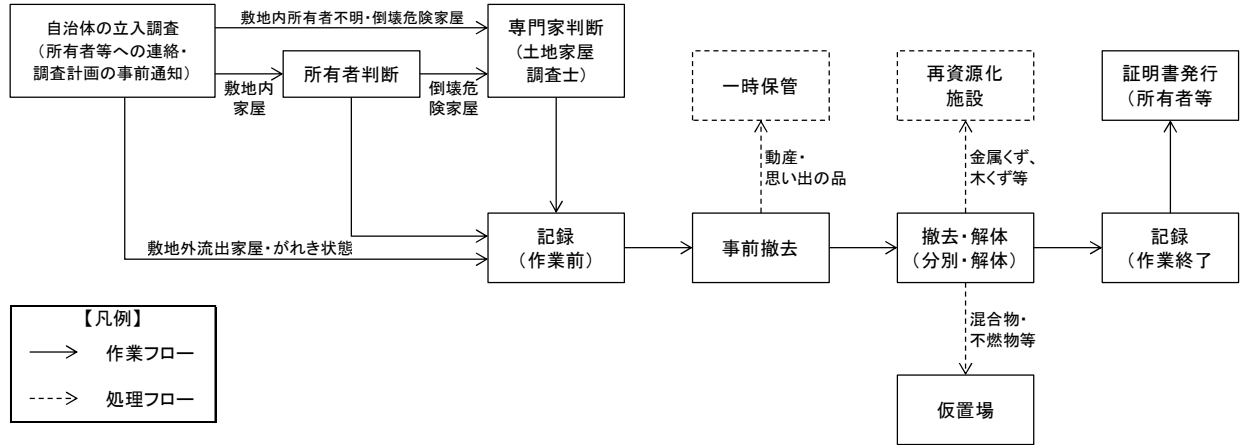 自治体の立入調査
(所有者等への連絡・
調査計画の事前通知)
敷地内所有者不明・倒壊危険家屋
敷地内
家屋
所有者判断
倒壊危
険家屋
専門家判断
(土地家屋
調査士)
敷地外流出家屋・がれき状態
記録
(作業前)
一時保管
動産・
思い出の品
事前撤去
再資源化
施設
金属くず、
木くず等
撤去・解体
(分別・解体)
混合物・
不燃物等
仮置場
証明書発行
(所有者等
記録
(作業終了
【凡例】
作業フロー
処理フロー